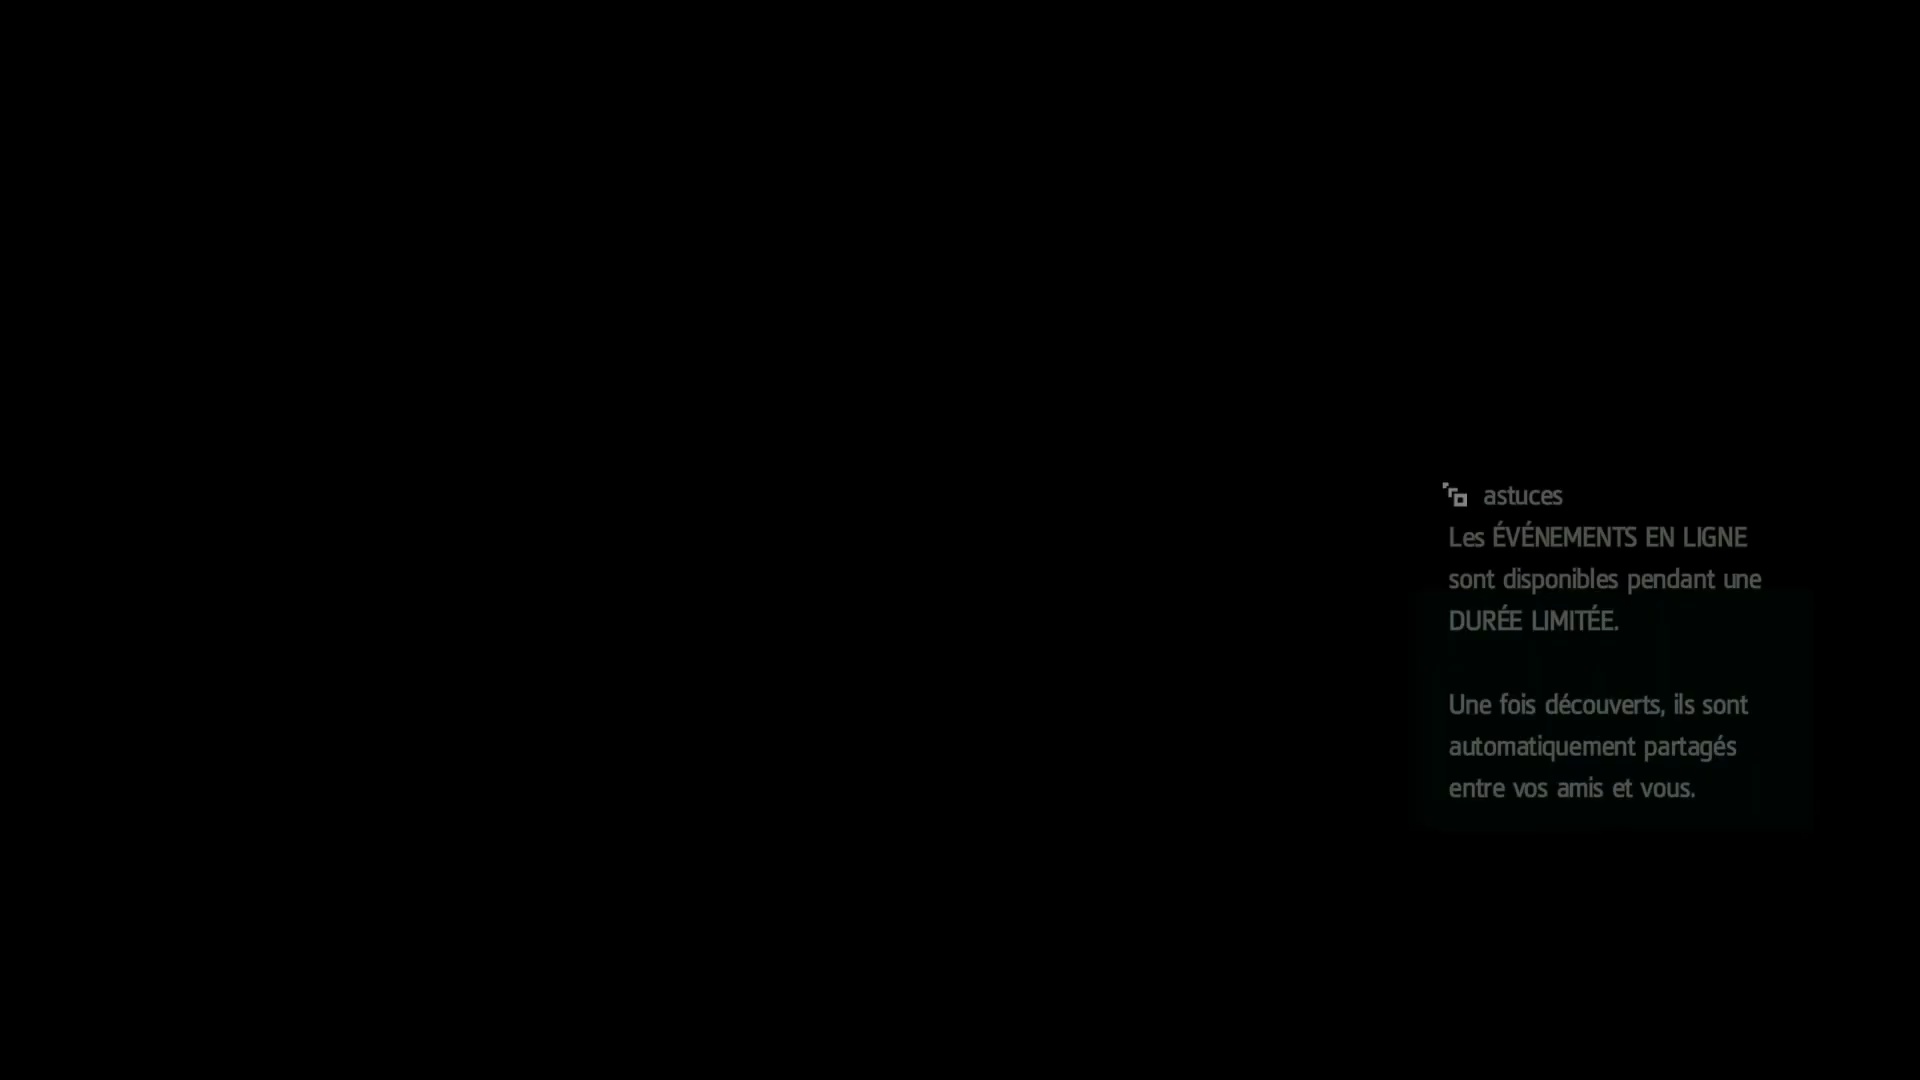 astuces
Les ÉVÉNEMENTS EN LIGNE
sont disponibles pendant une
DURÉE LIMITÉE.
Une fois découverts, ils sont
automatiquement partagés
entre vos amis et vous.